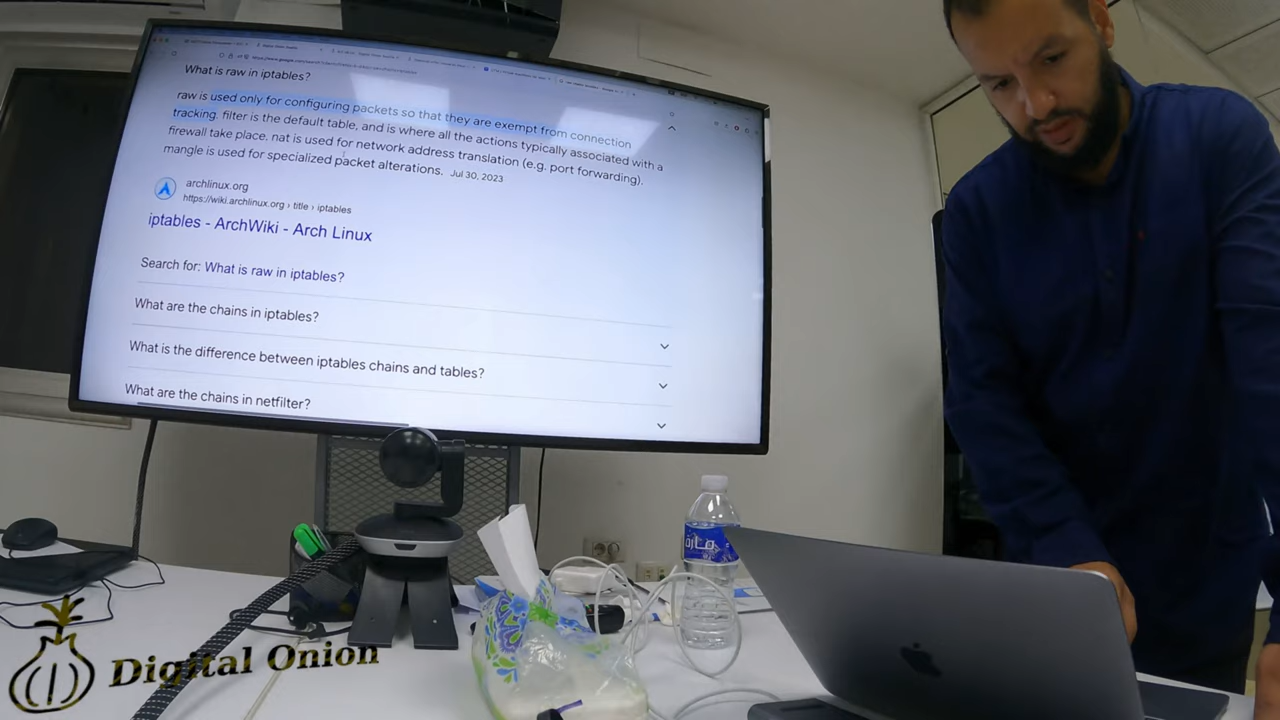 What is raw in iptables?
raw is used only for configuring packets so that they are exempt from connection
tracking. filter is the default table, and is where all the actions typically associated with a
firewall take place. nat is used for network address translation (e.g. port forwarding).
mangle is used for specialized packet alterations. Jul 30, 2023
archlinux.org
https://wiki.archlinux.org › title › iptables
iptables - ArchWiki - Arch Linux
Search for: What is raw in iptables?
What are the chains in iptables?
What is the difference between iptables chains and tables?
What are the chains in netfilter?
Digital Onion